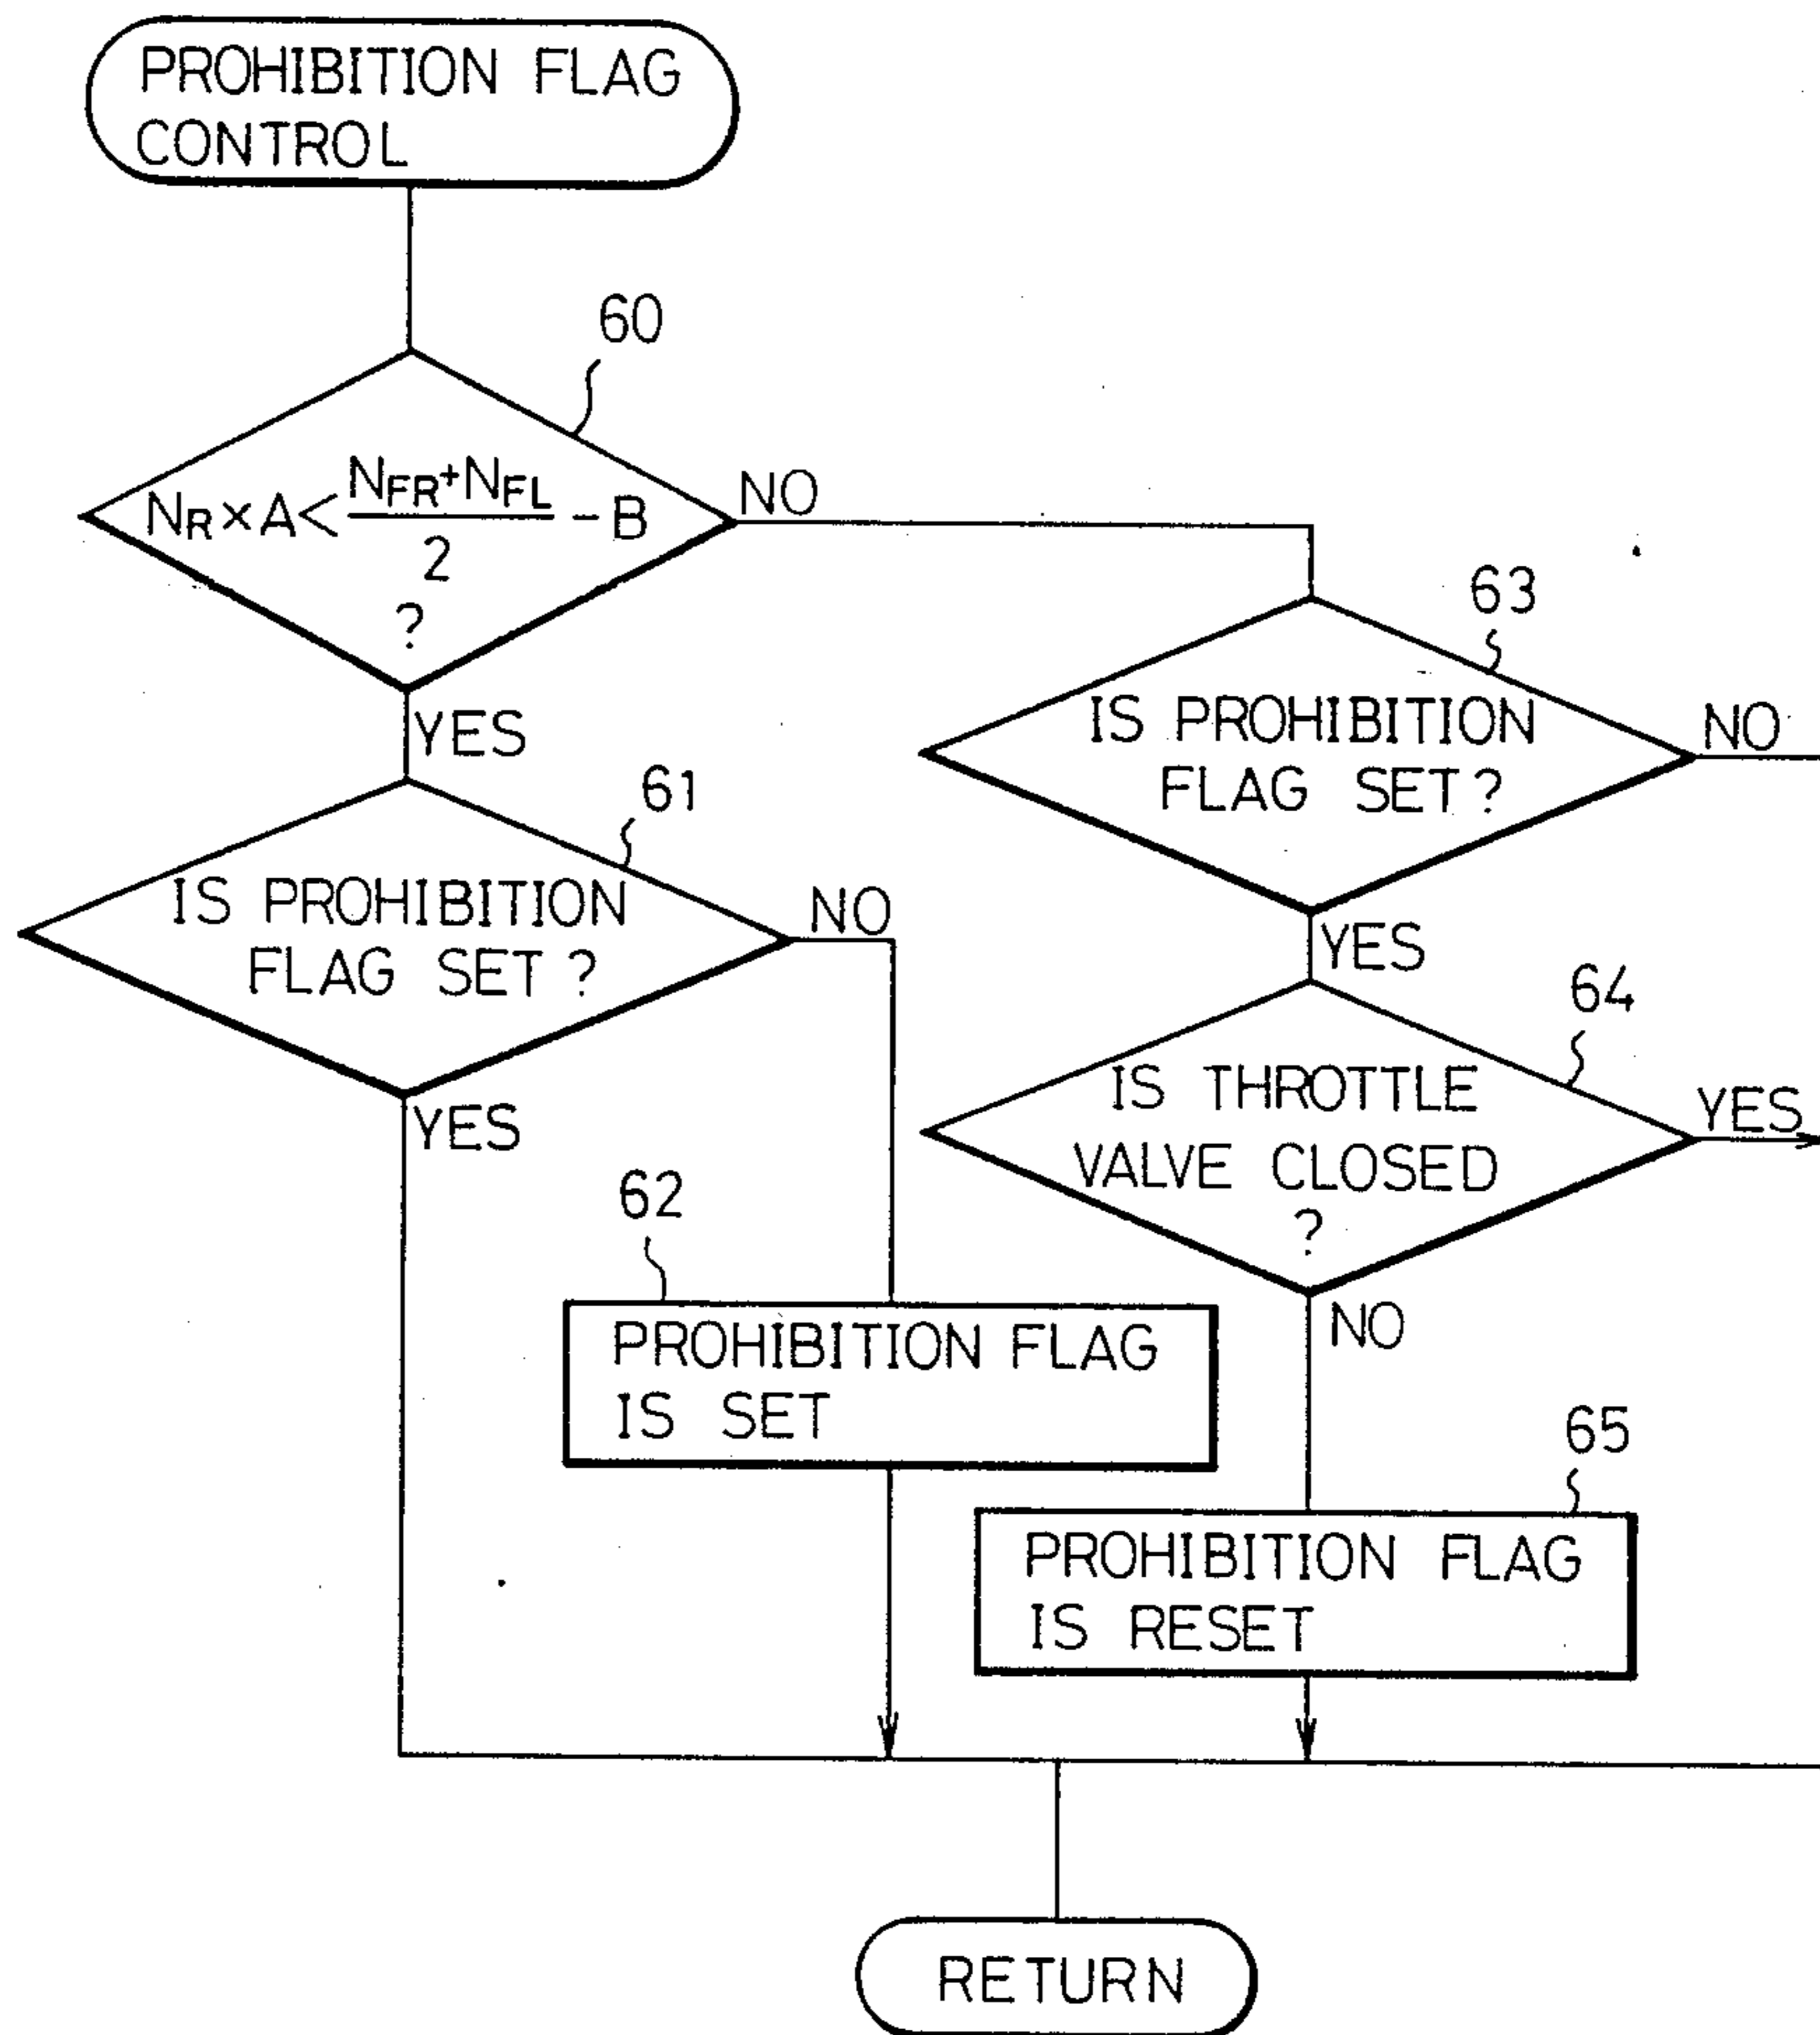 PROHIBITION FLAG
CONTROL
60
NR×A< NFR+NFL / 2 −B
?
NO
YES
61
IS PROHIBITION
FLAG SET?
NO
YES
62
PROHIBITION FLAG
IS SET
63
IS PROHIBITION
FLAG SET?
NO
YES
64
IS THROTTLE
VALVE CLOSED
?
YES
NO
65
PROHIBITION FLAG
IS RESET
RETURN